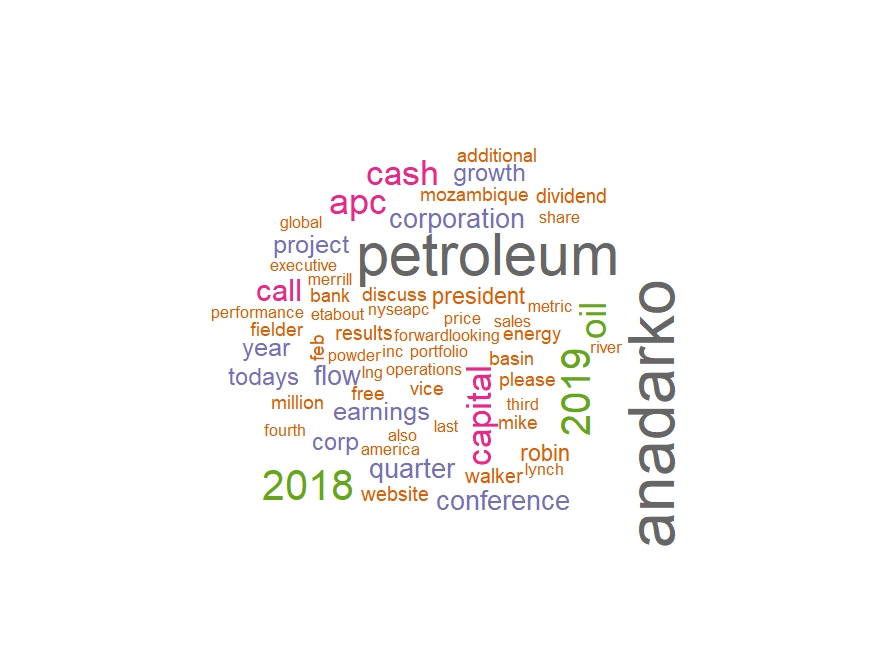 additional
cash
growth
apc
mozambique
dividend
corporation
share
global
project
petroleum
executive
merrill
call
bank
discuss
president
metric
oil
anadarko
performance
etabout
nyseapc
price
sales
fielder
results
forwardlooking
energy
year
feb
powder
inc
portfolio
basin
river
2019
todays
flow
lng
operations
capital
please
free
vice
million
earnings
third
mike
last
fourth
corp
also
america
robin
quarter
walker
lynch
2018
website
conference